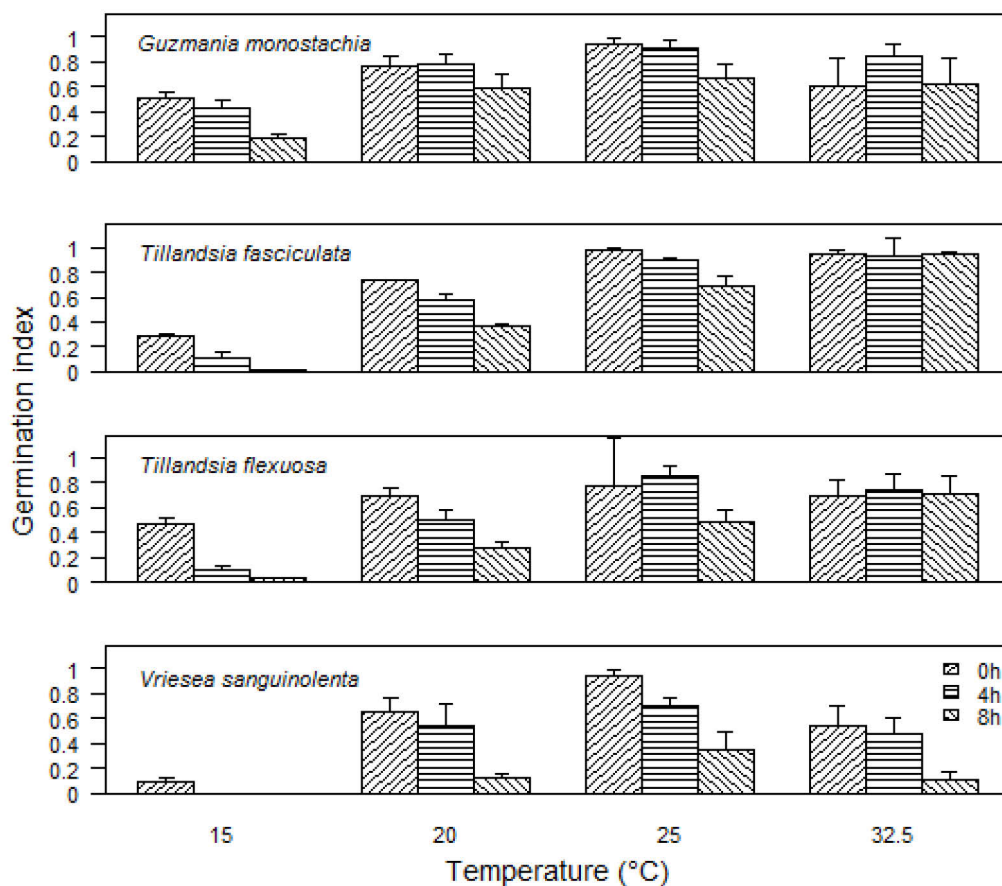 Guzmania monostachia
1
0.8
0.6
0.4
0.2
0
Tillandsia fasciculata
1
0.8
0.6
0.4
0.2
0
Tillandsia flexuosa
1
0.8
0.6
0.4
0.2
0
Vriesea sanguinolenta
1
0.8
0.6
0.4
0.2
0
0h
4h
8h
Germination index
15 20 25 32.5
Temperature (°C)